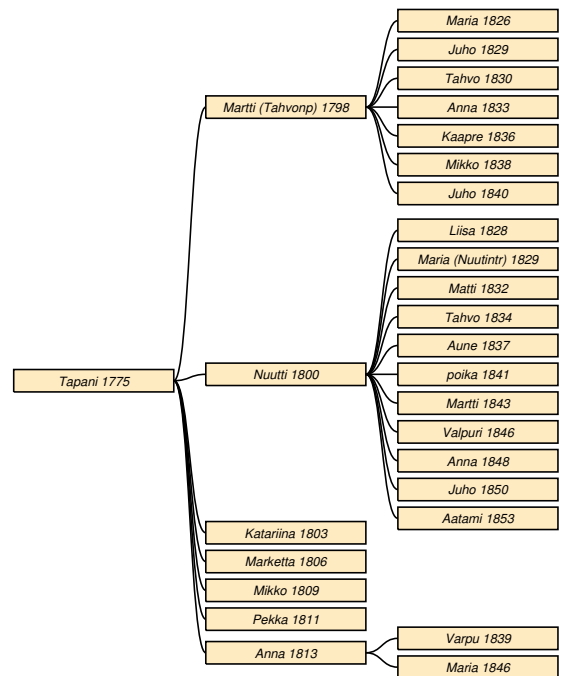 Tapani 1775
Martti (Tahvonp) 1798
Maria 1826
Juho 1829
Tahvo 1830
Anna 1833
Kaapre 1836
Mikko 1838
Juho 1840
Nuutti 1800
Liisa 1828
Maria (Nuutintr) 1829
Matti 1832
Tahvo 1834
Aune 1837
poika 1841
Martti 1843
Valpuri 1846
Anna 1848
Juho 1850
Aatami 1853
Katariina 1803
Marketta 1806
Mikko 1809
Pekka 1811
Anna 1813
Varpu 1839
Maria 1846